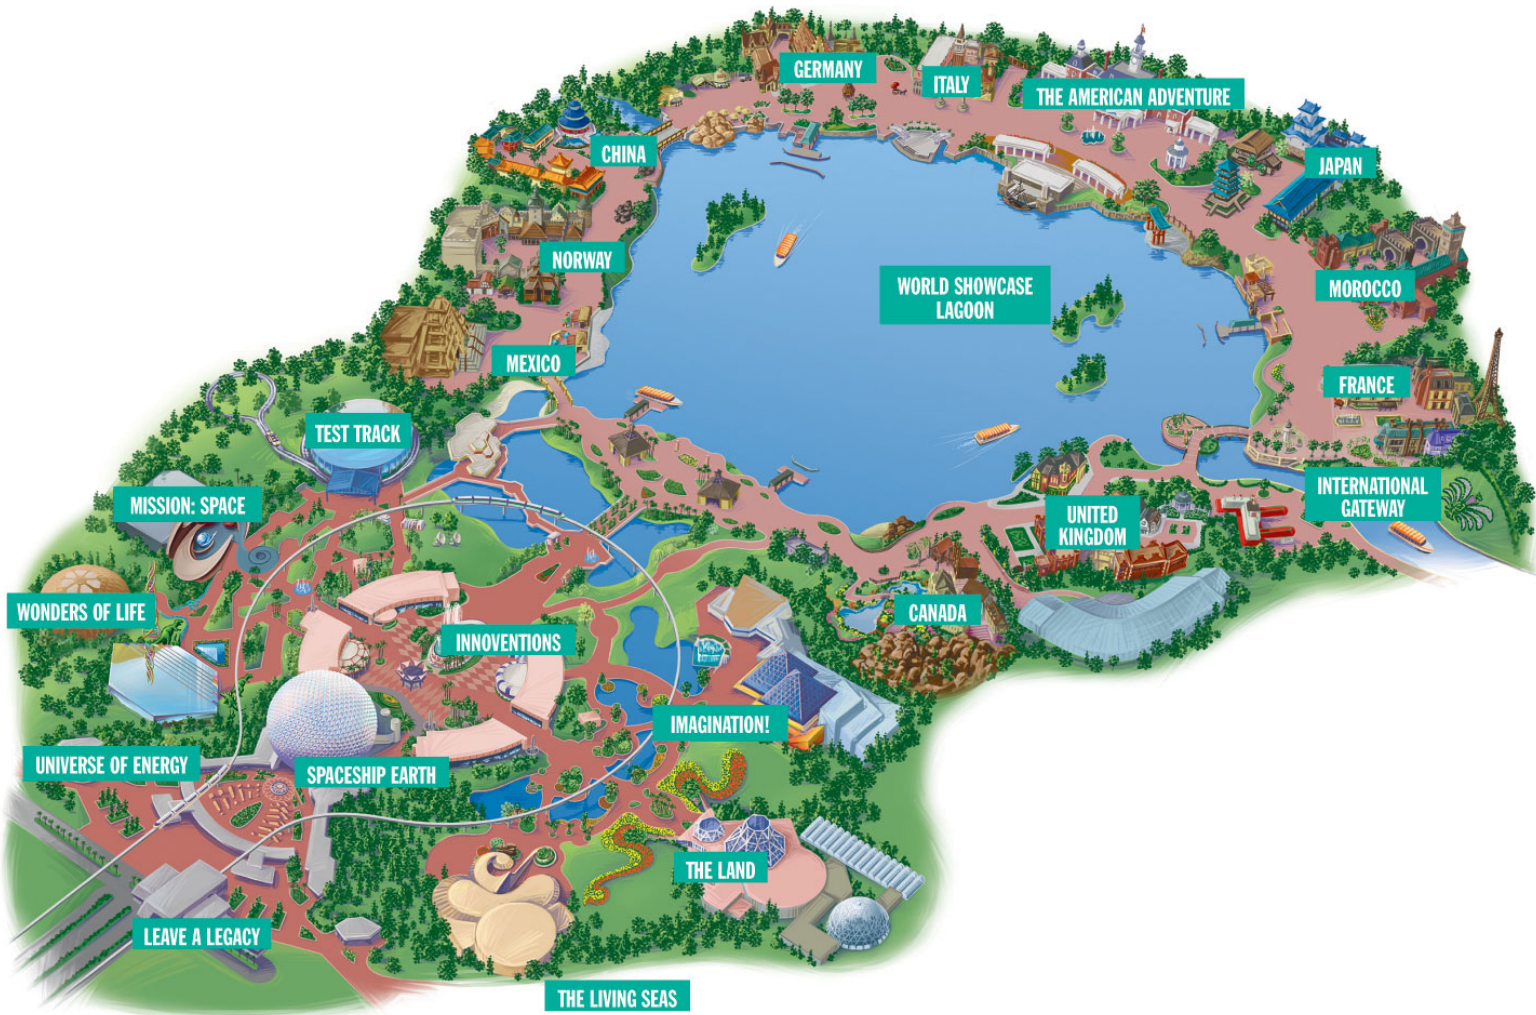 GERMANY
ITALY
THE AMERICAN ADVENTURE
CHINA
JAPAN
NORWAY
MOROCCO
WORLD SHOWCASE
LAGOON
MEXICO
FRANCE
TEST TRACK
MISSION: SPACE
INTERNATIONAL
GATEWAY
UNITED
KINGDOM
WONDERS OF LIFE
CANADA
INNOVENTIONS
IMAGINATION!
UNIVERSE OF ENERGY
SPACESHIP EARTH
THE LAND
LEAVE A LEGACY
THE LIVING SEAS